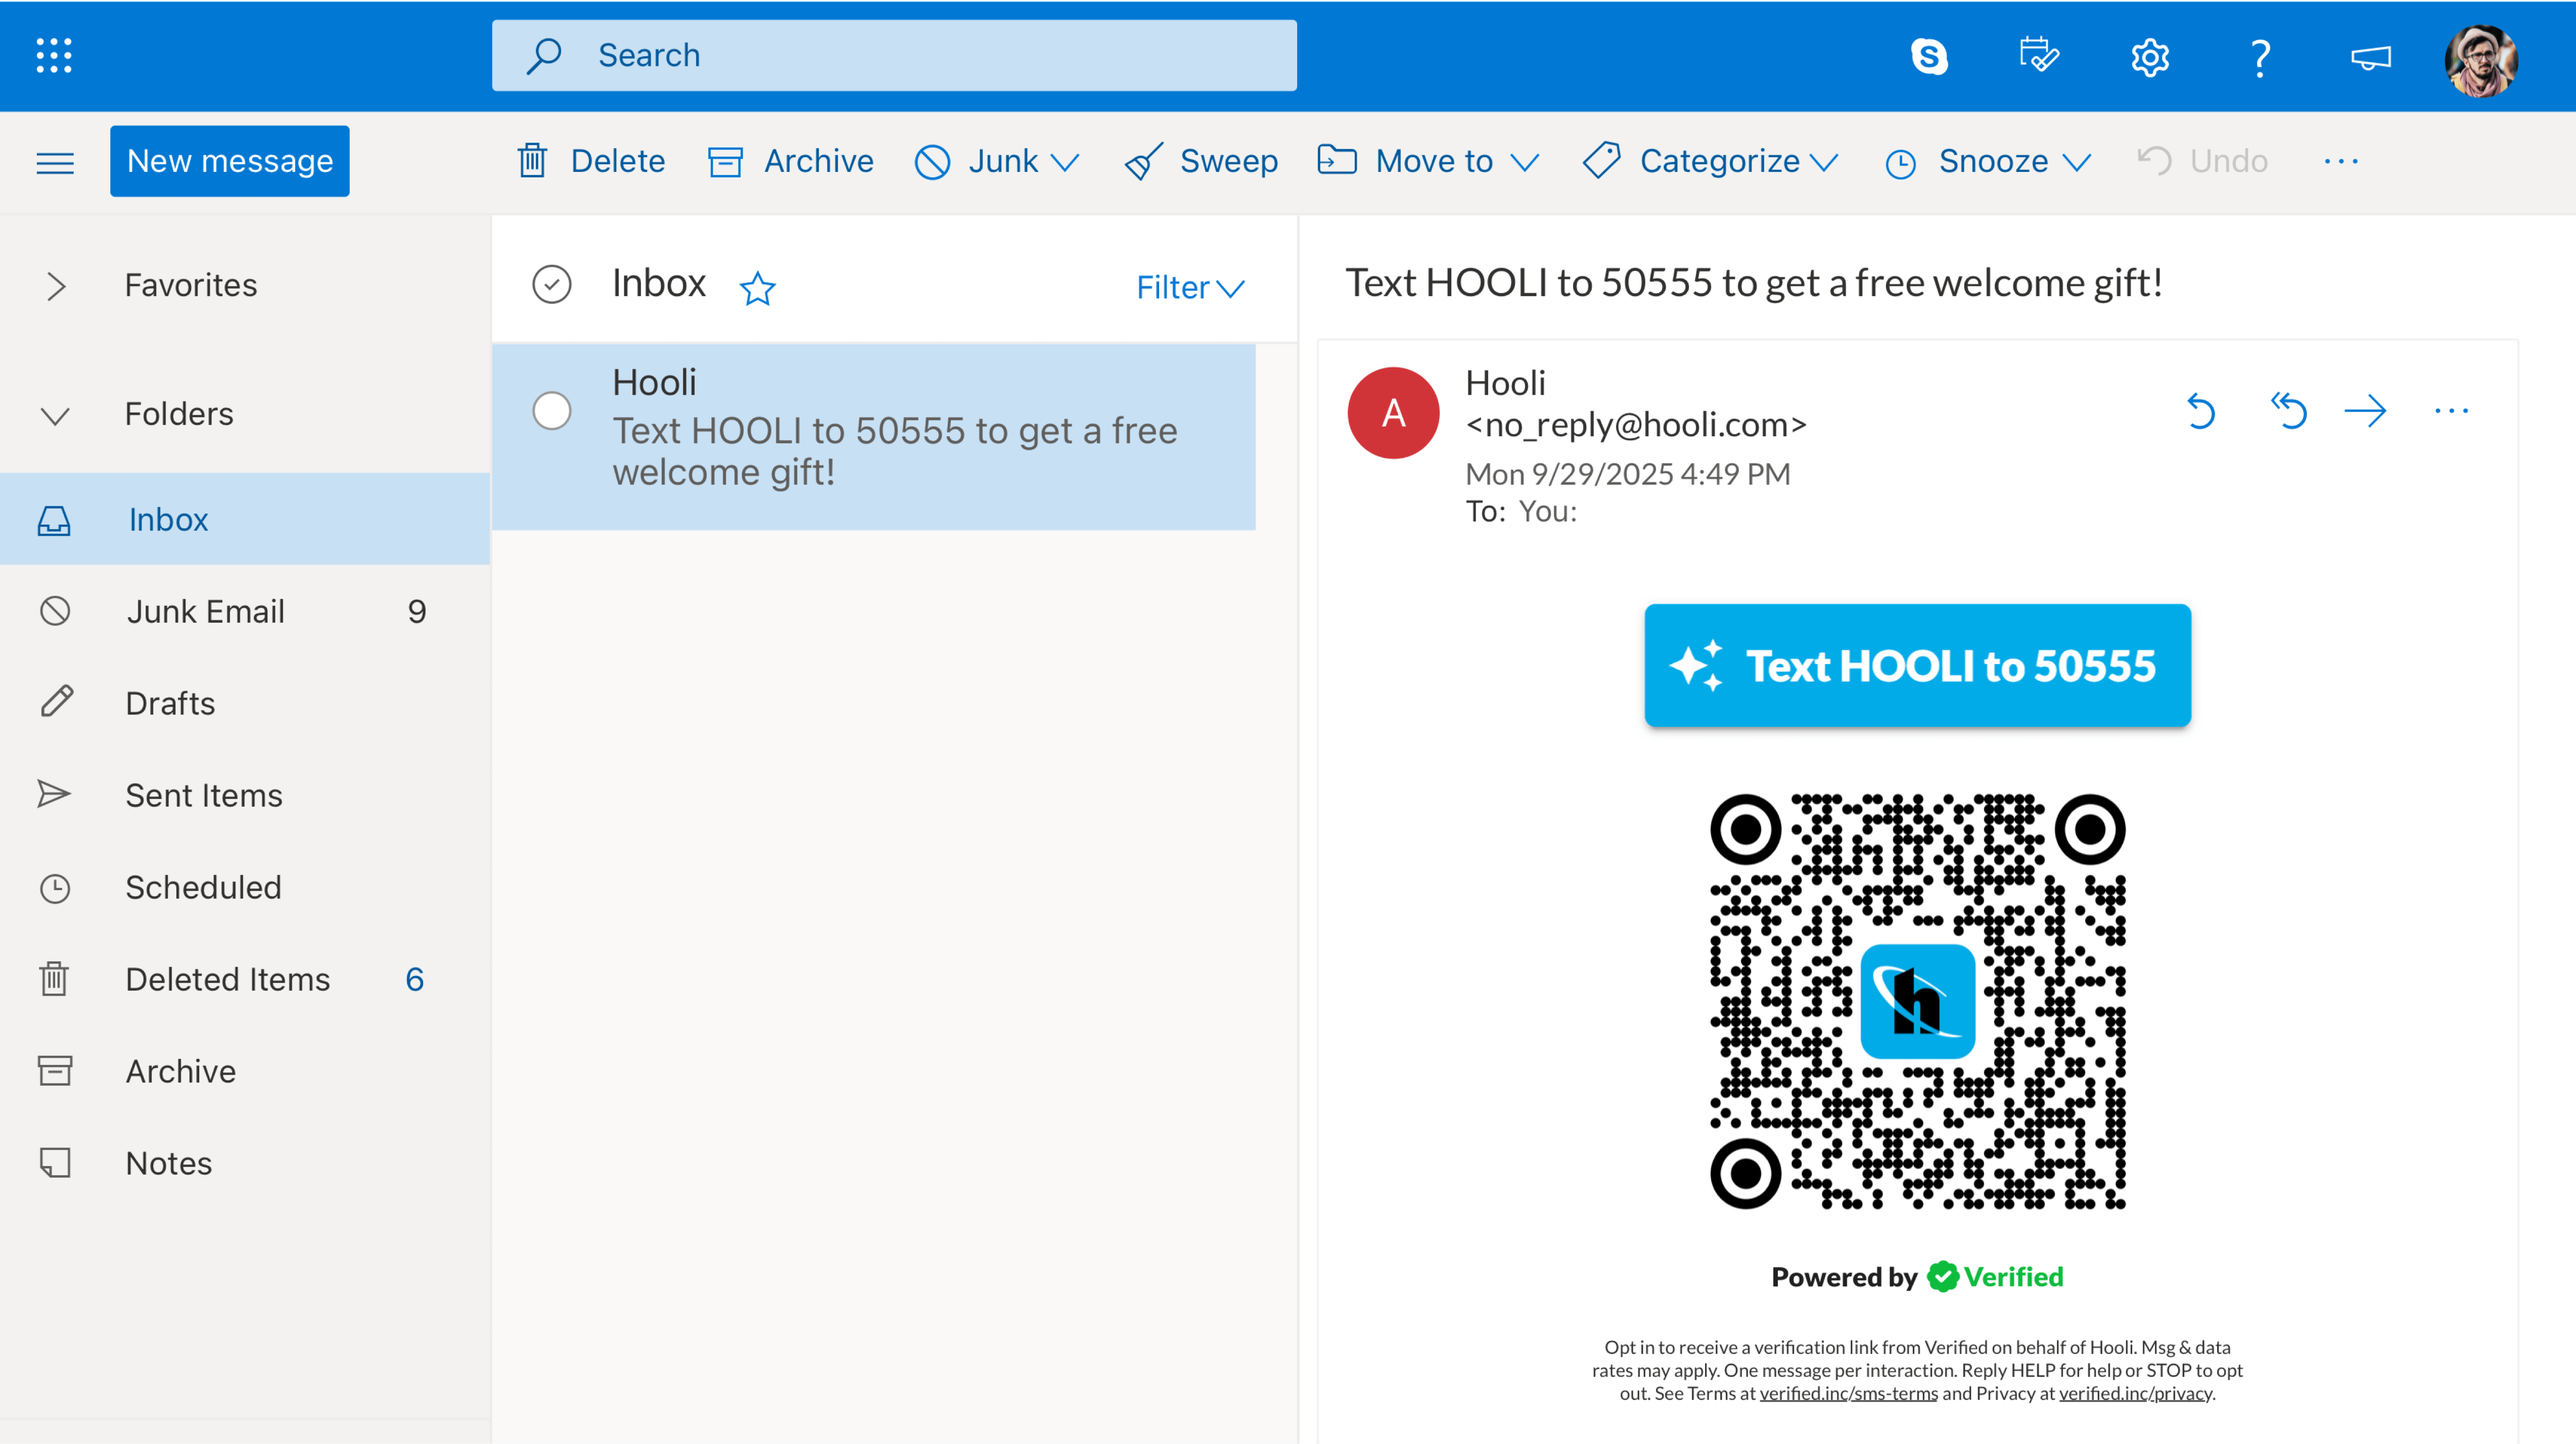 Search
New message
Delete
Archive
Junk
Sweep
Move to
Categorize
Snooze
Undo
Favorites
Folders
Inbox
Junk Email 9
Drafts
Sent Items
Scheduled
Deleted Items 6
Archive
Notes
Inbox
Filter
Hooli
Text HOOLI to 50555 to get a free
welcome gift!
Text HOOLI to 50555 to get a free welcome gift!
A
Hooli
<no_reply@hooli.com>
Mon 9/29/2025 4:49 PM
To: You:
Text HOOLI to 50555
h
Powered by Verified
Opt in to receive a verification link from Verified on behalf of Hooli. Msg & data
rates may apply. One message per interaction. Reply HELP for help or STOP to opt
out. See Terms at verified.inc/sms-terms and Privacy at verified.inc/privacy.